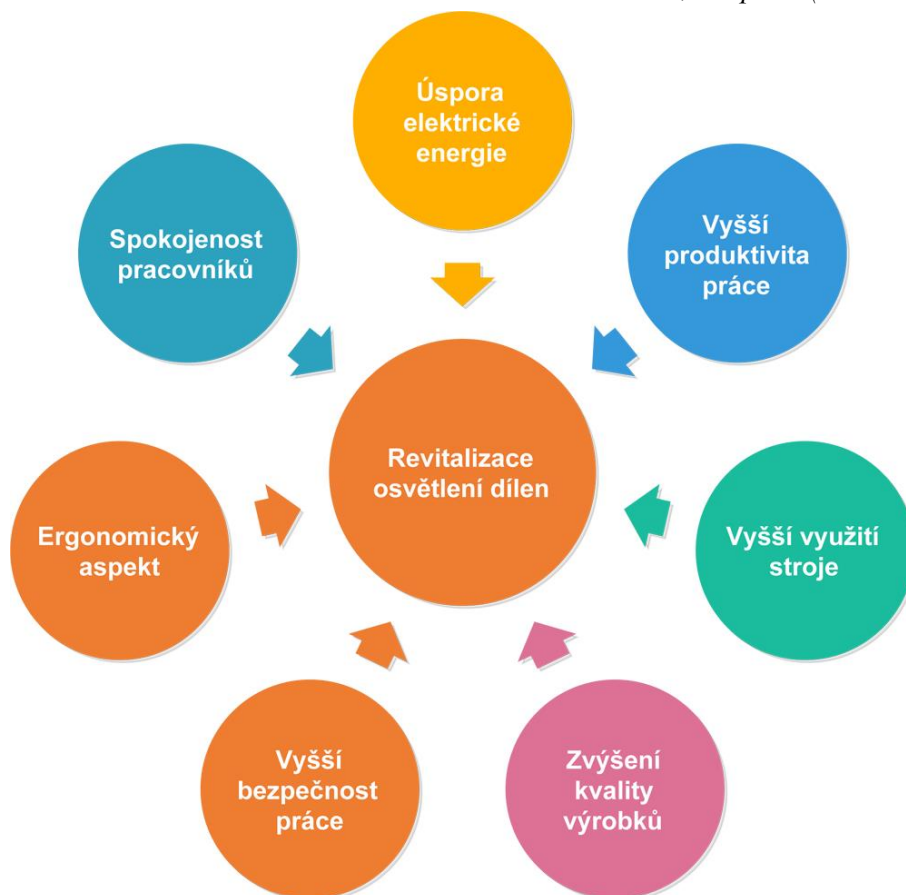 Úspora
elektrické
energie
Spokojenost
pracovníků
Vyšší
produktivita
práce
Revitalizace
osvětlení dílen
Ergonomický
aspekt
Vyšší využití
stroje
Vyšší
bezpečnost
práce
Zvýšení
kvality
výrobků